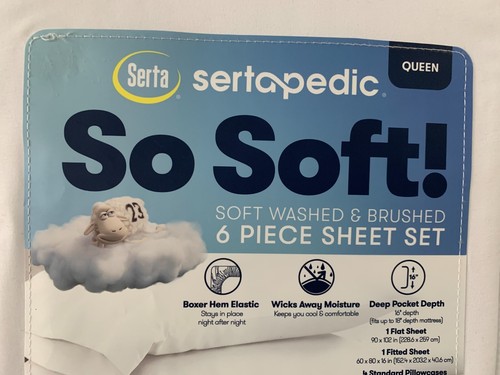 Serta
sertapedic
QUEEN
So Soft!
SOFT WASHED & BRUSHED
6 PIECE SHEET SET
23
Boxer Hem Elastic
Stays in place
night after night
Wicks Away Moisture
Keeps you cool & comfortable
16"
Deep Pocket Depth
16" depth
(fits up to 18" depth mattress)
1 Flat Sheet
90 x 102 in (228.6 x 259 cm)
1 Fitted Sheet
60 x 80 x 16 in (152.4 x 203.2 x 40.6 cm)
4 Standard Pillowcases